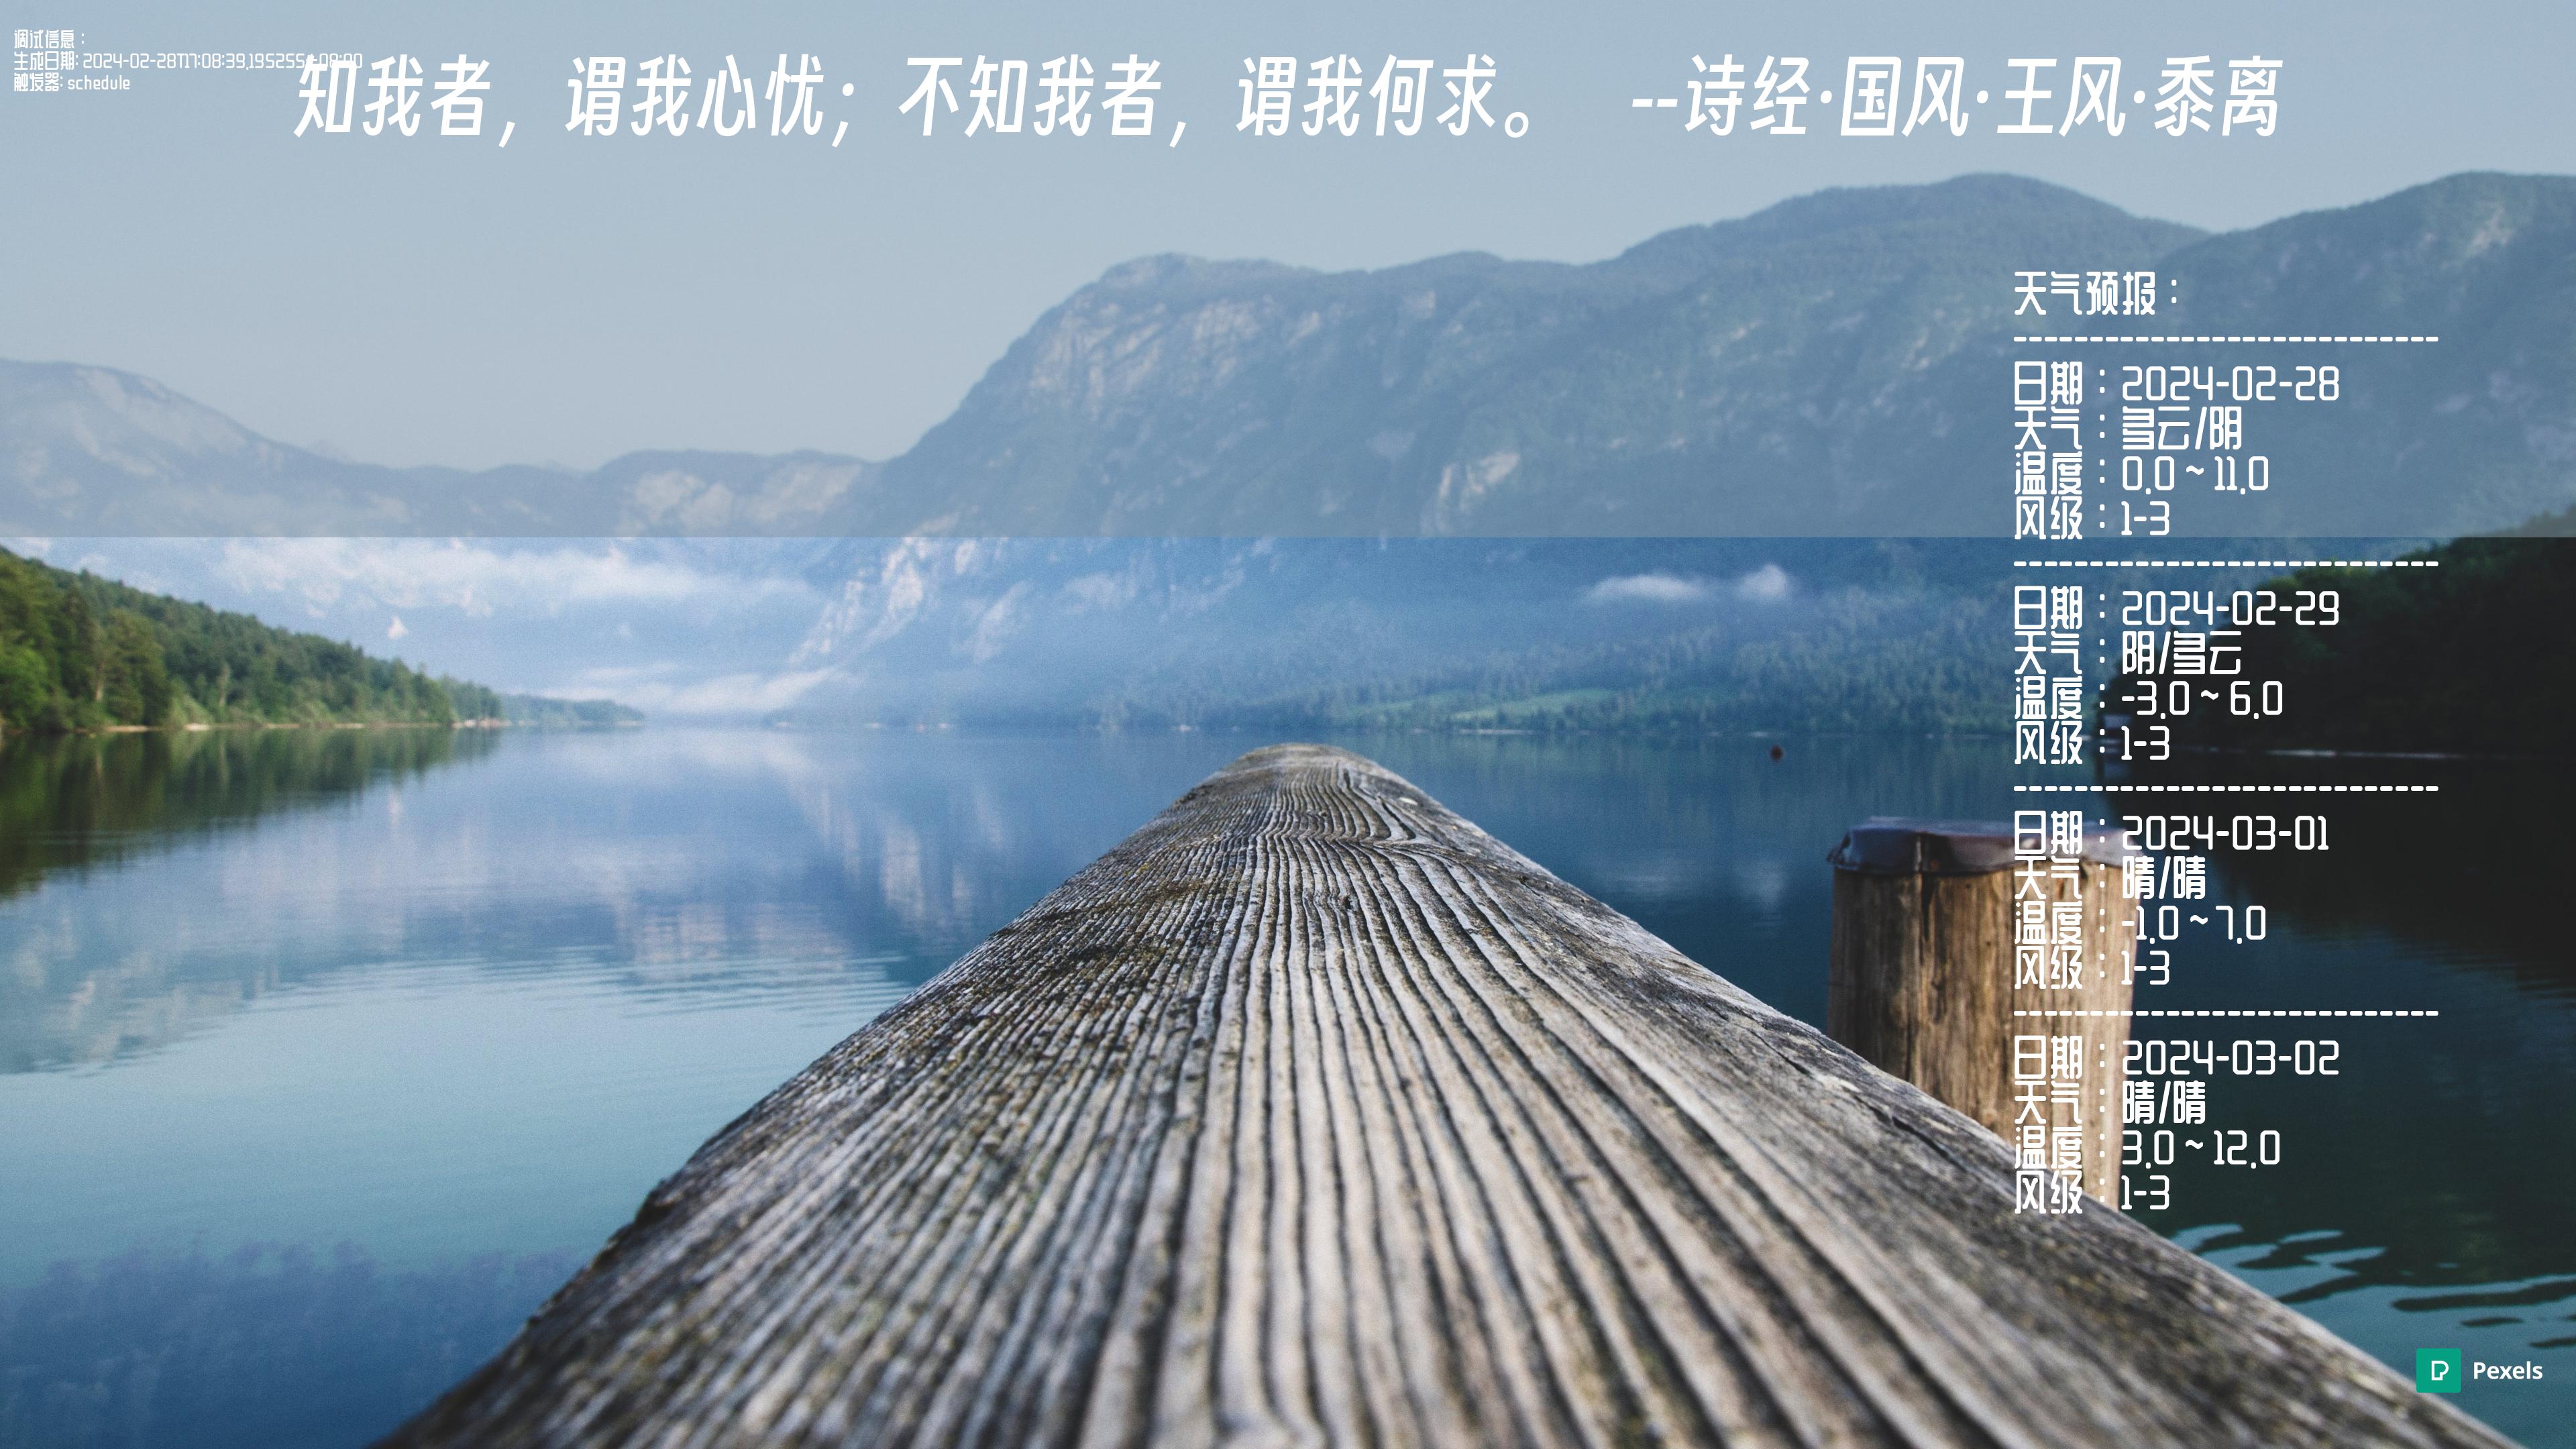 调试信息：
生成日期: 2024-02-28T17:08:39.195255+08:00
触发器: schedule
知我者，谓我心忧；不知我者，谓我何求。 --诗经·国风·王风·黍离
天气预报：
----------------------------
日期：2024-02-28
天气：多云/阴
温度：0.0 ~ 11.0
风级：1-3
----------------------------
日期：2024-02-29
天气：阴/多云
温度：-3.0 ~ 6.0
风级：1-3
----------------------------
日期：2024-03-01
天气：晴/晴
温度：-1.0 ~ 7.0
风级：1-3
----------------------------
日期：2024-03-02
天气：晴/晴
温度：3.0 ~ 12.0
风级：1-3
Pexels